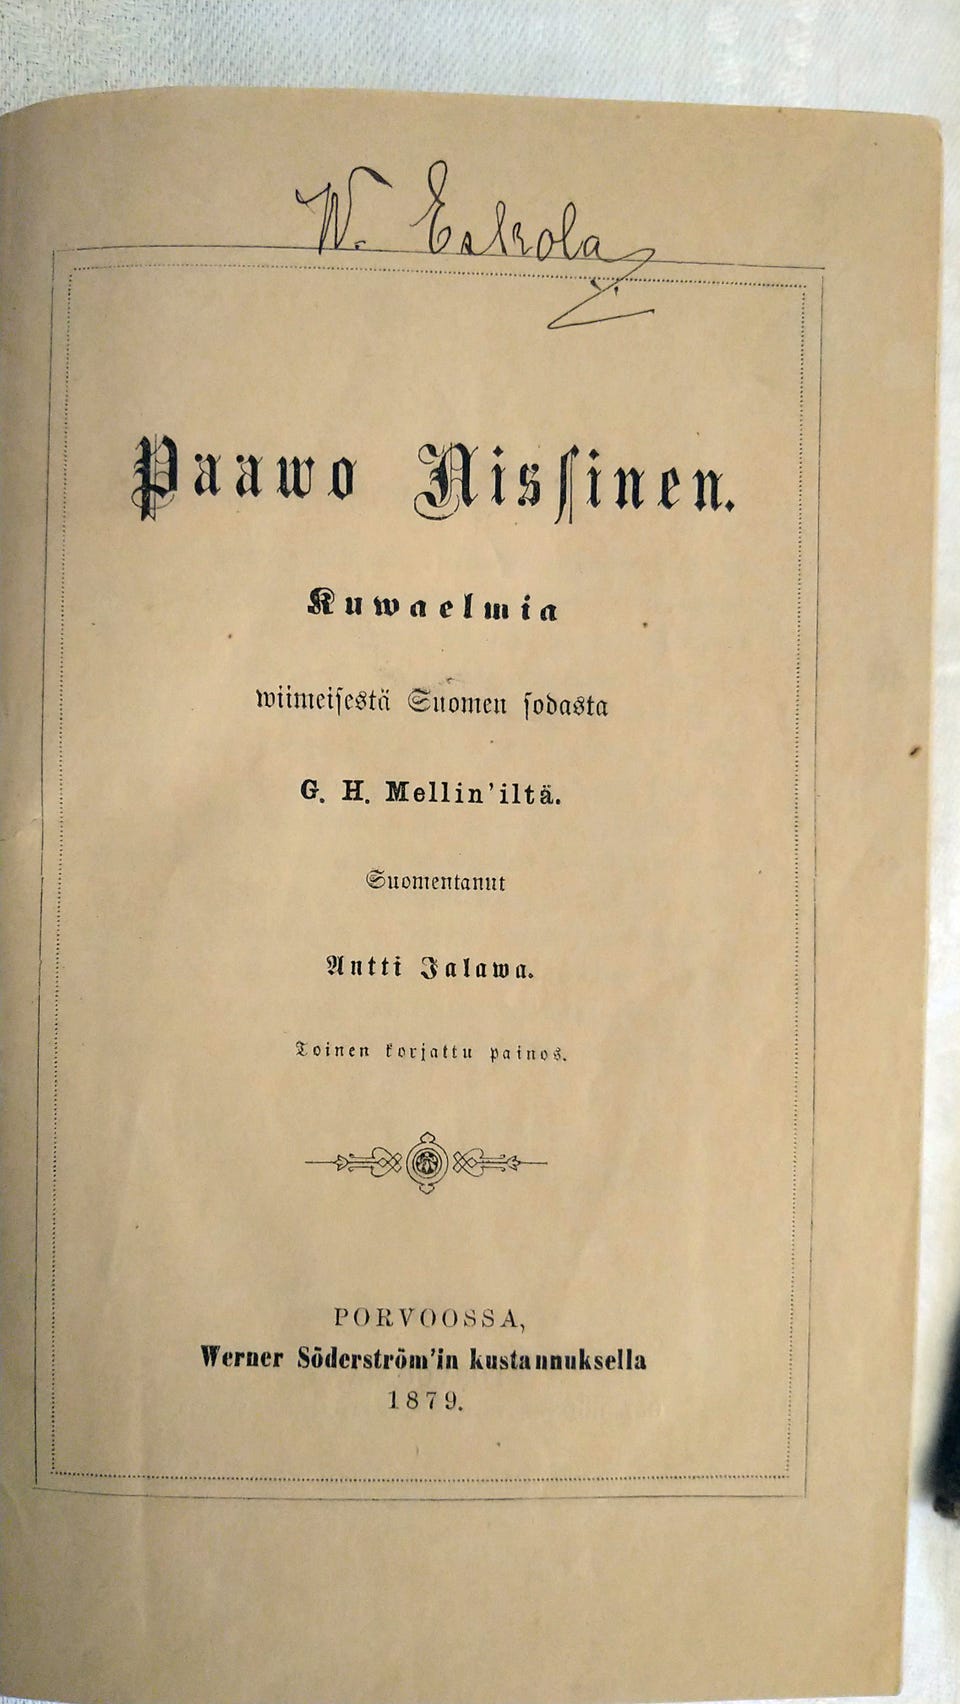 W. Eskola
Paawo Nissinen.
Kuwaelmia
wiimeisestä Suomen sodasta
G. H. Mellin'iltä.
Suomentanut
Antti Jalawa.
Toinen korjattu painos.
PORVOOSSA,
Werner Söderström'in kustannuksella
1879.